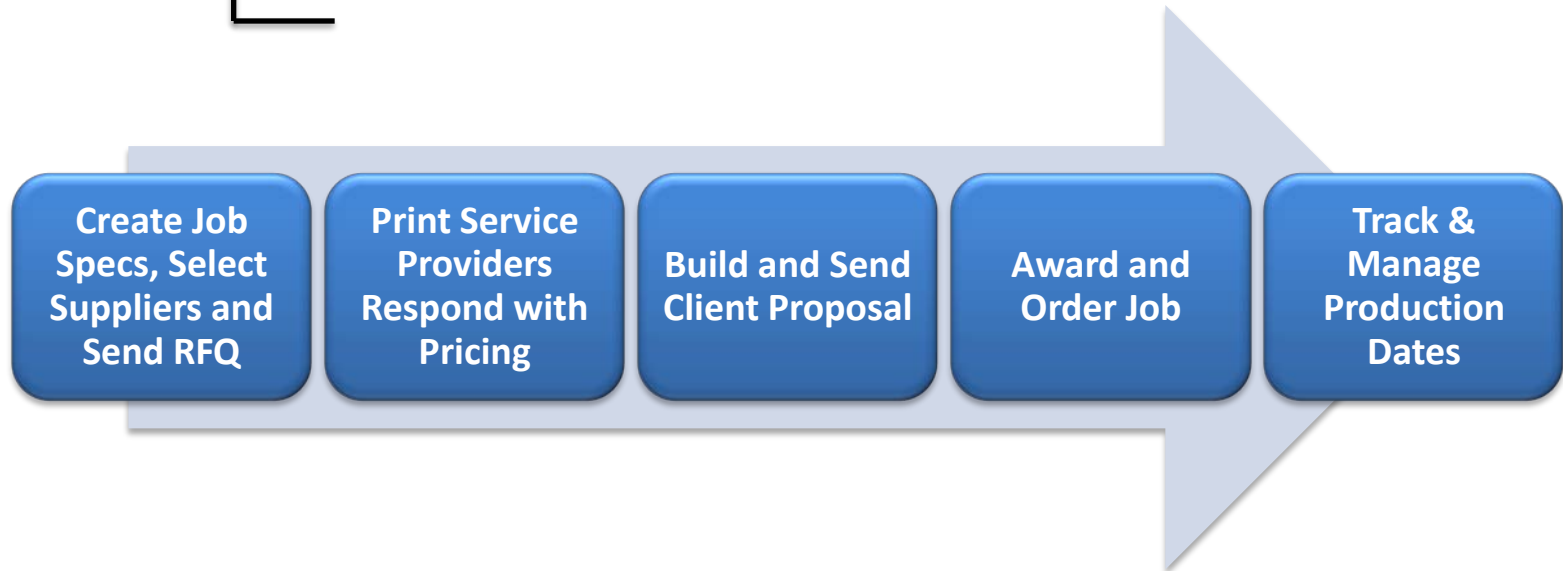 Create Job
Specs, Select
Suppliers and
Send RFQ
Print Service
Providers
Respond with
Pricing
Build and Send
Client Proposal
Award and
Order Job
Track &
Manage
Production
Dates